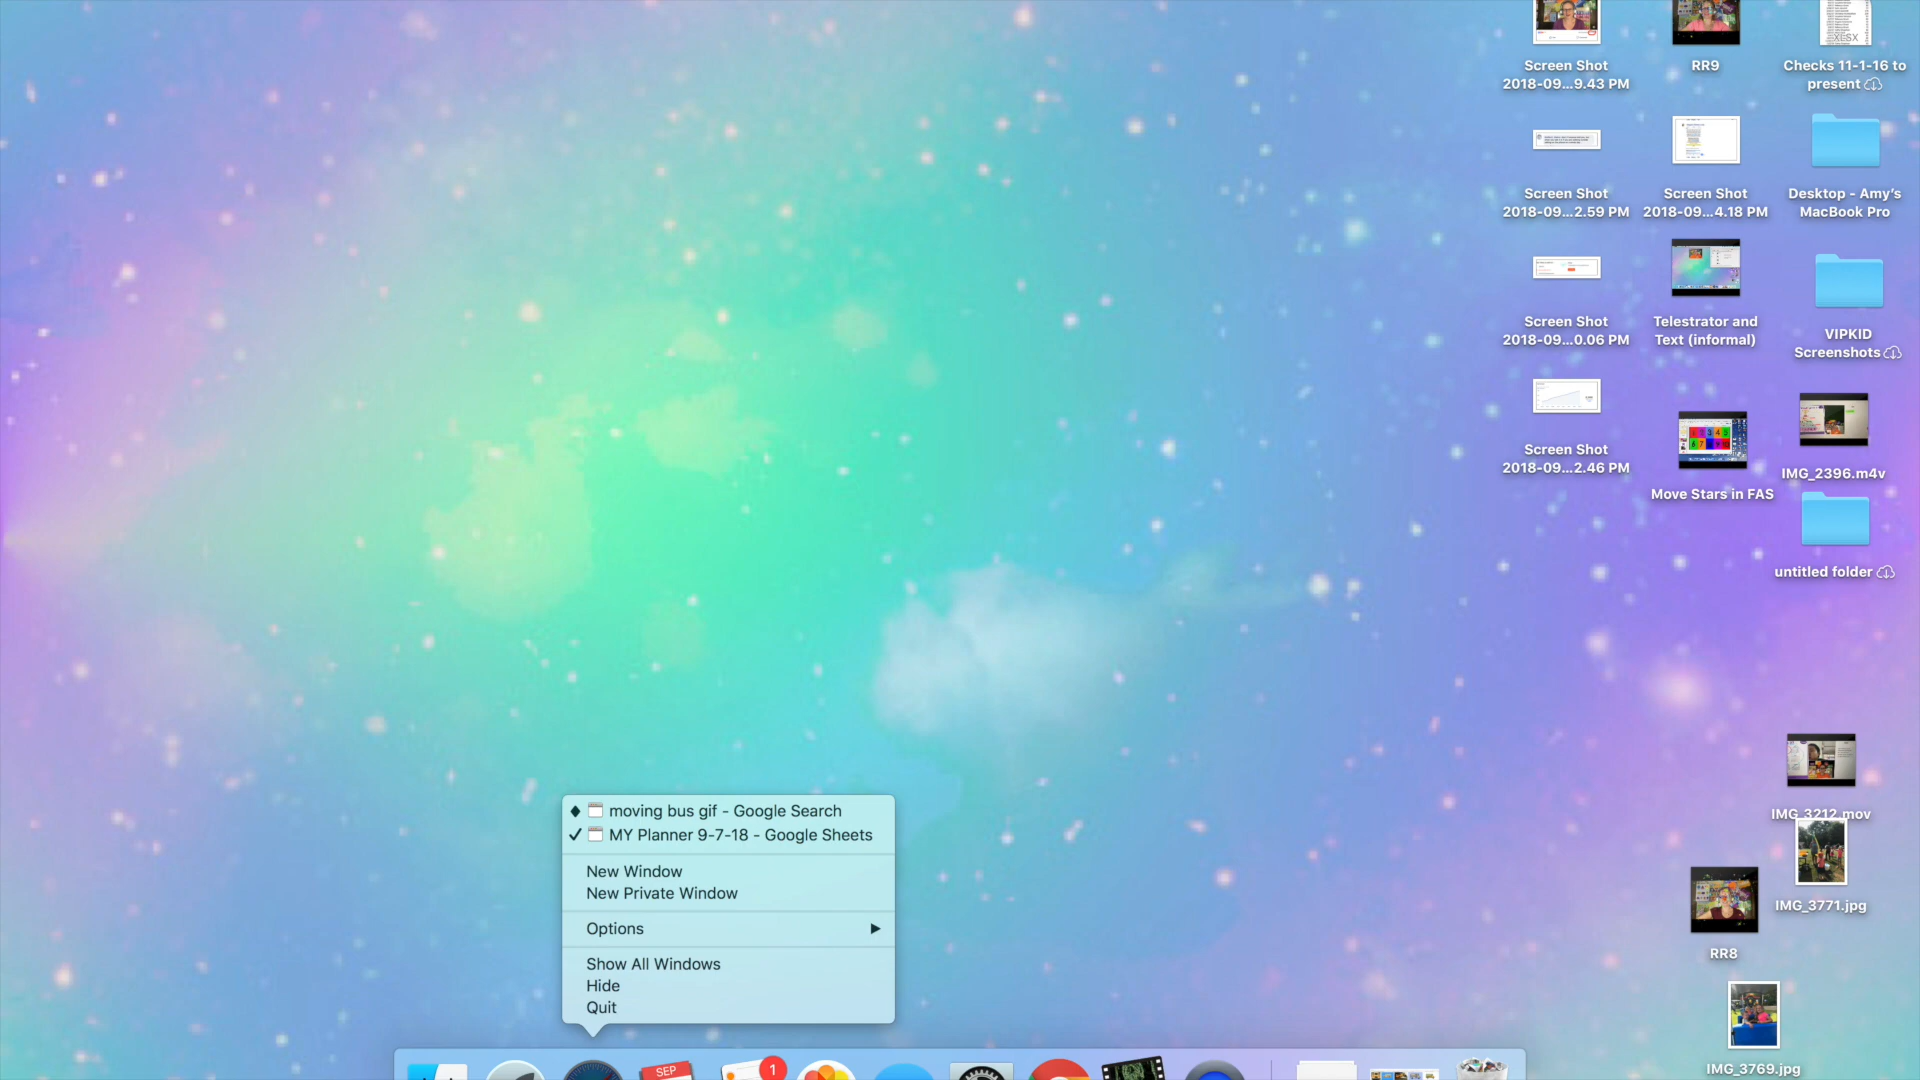 XLSX
Screen Shot
2018-09...9.43 PM
RR9
Checks 11-1-16 to
present
Screen Shot
2018-09...2.59 PM
Screen Shot
2018-09...4.18 PM
Desktop - Amy's
MacBook Pro
Screen Shot
2018-09...0.06 PM
Telestrator and
Text (informal)
VIPKID
Screenshots
Screen Shot
2018-09...2.46 PM
Move Stars in FAS
IMG_2396.m4v
untitled folder
IMG_3212.mov
IMG_3771.jpg
RR8
IMG_3769.jpg
moving bus gif - Google Search
MY Planner 9-7-18 - Google Sheets
New Window
New Private Window
Options
Show All Windows
Hide
Quit
SEP
1